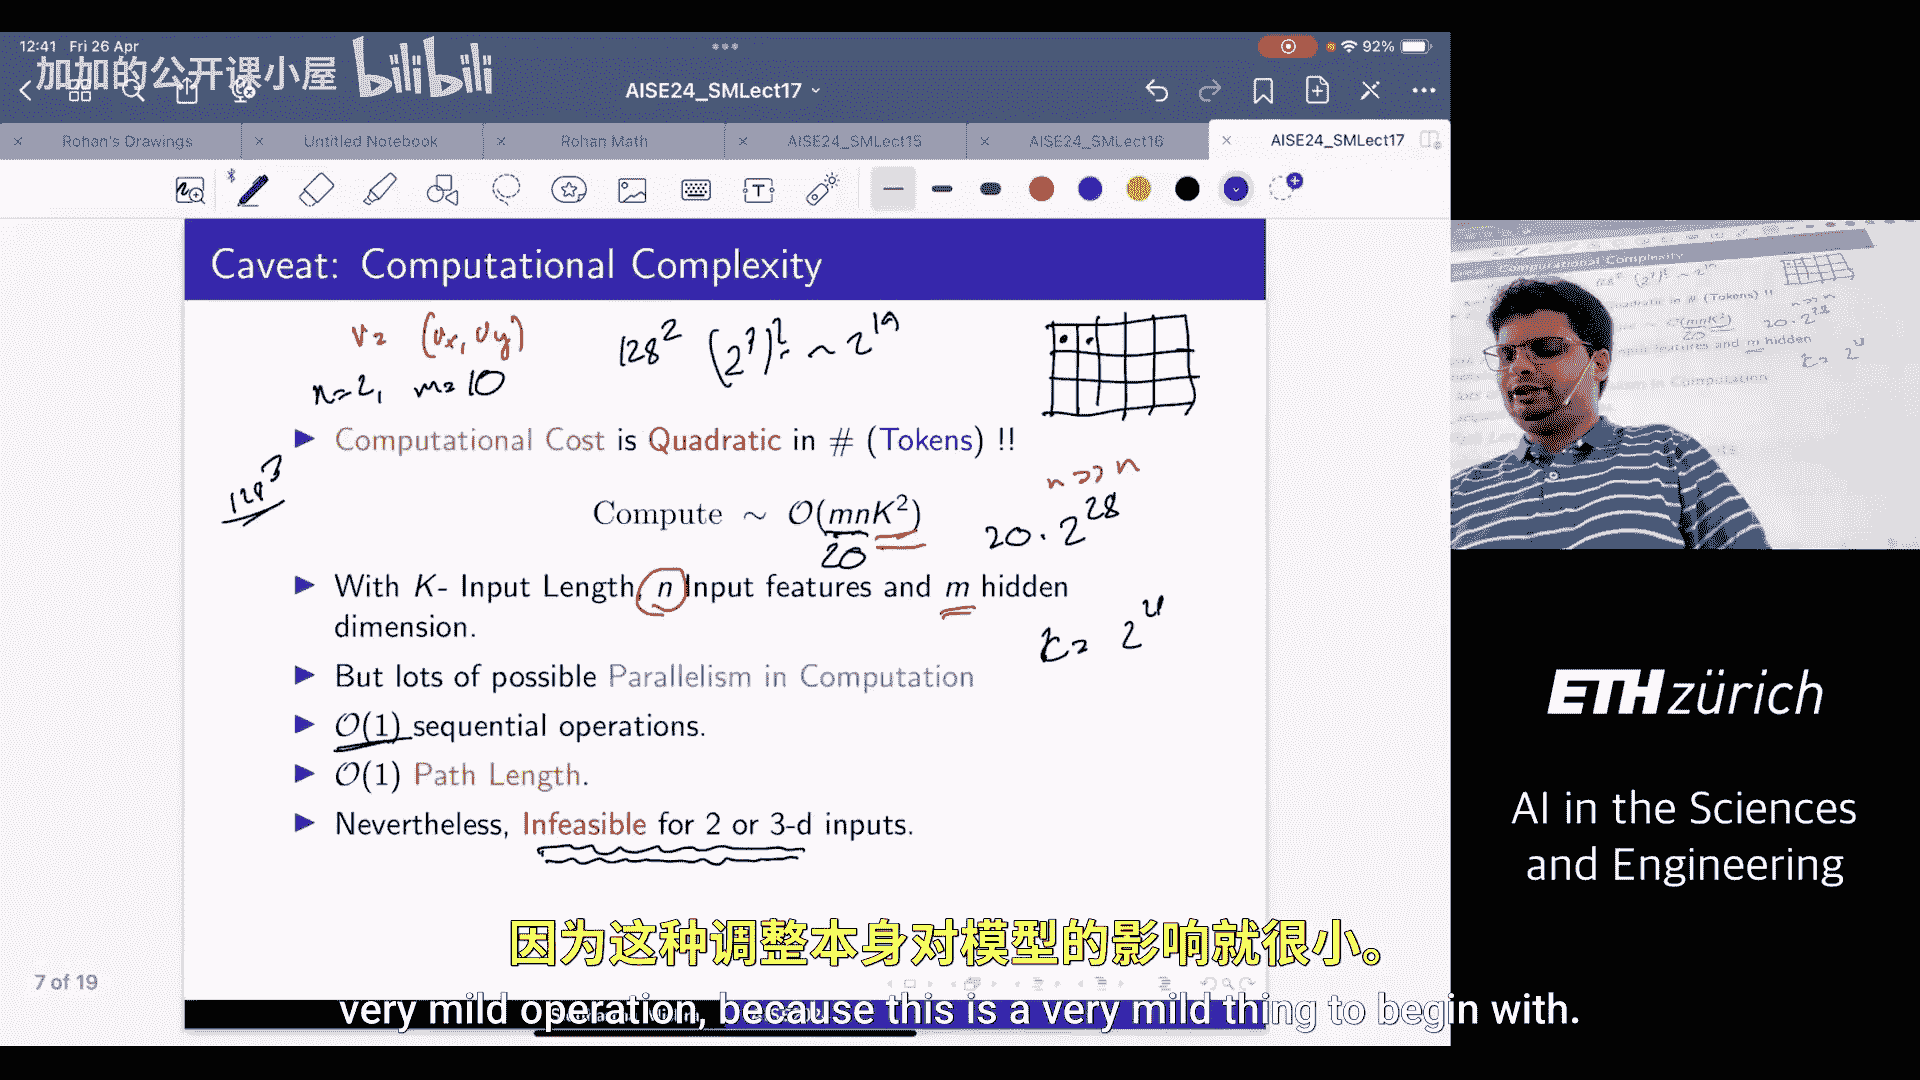 12:41 Fri 26 Apr
92%
加加的公开课小屋 bilibili
AISE24_SMLect17
Rohan's Drawings
Untitled Notebook
Rohan Math
AISE24_SMLect15
AISE24_SMLect16
AISE24_SMLect17
Caveat: Computational Complexity
v= (vx, vy)
n=2, m=10
128²
Computational Cost is Quadratic in # (Tokens) !!
128³
Compute ∼ O(mnK²)
20
20 · 2²⁸
With K- Input Length, n Input features and m hidden
dimension.
But lots of possible Parallelism in Computation
O(1) sequential operations.
O(1) Path Length.
Nevertheless, Infeasible for 2 or 3-d inputs.
7 of 19
因为这种调整本身对模型的影响就很小。
very mild operation, because this is a very mild thing to begin with.
ETH zürich
AI in the Sciences
and Engineering